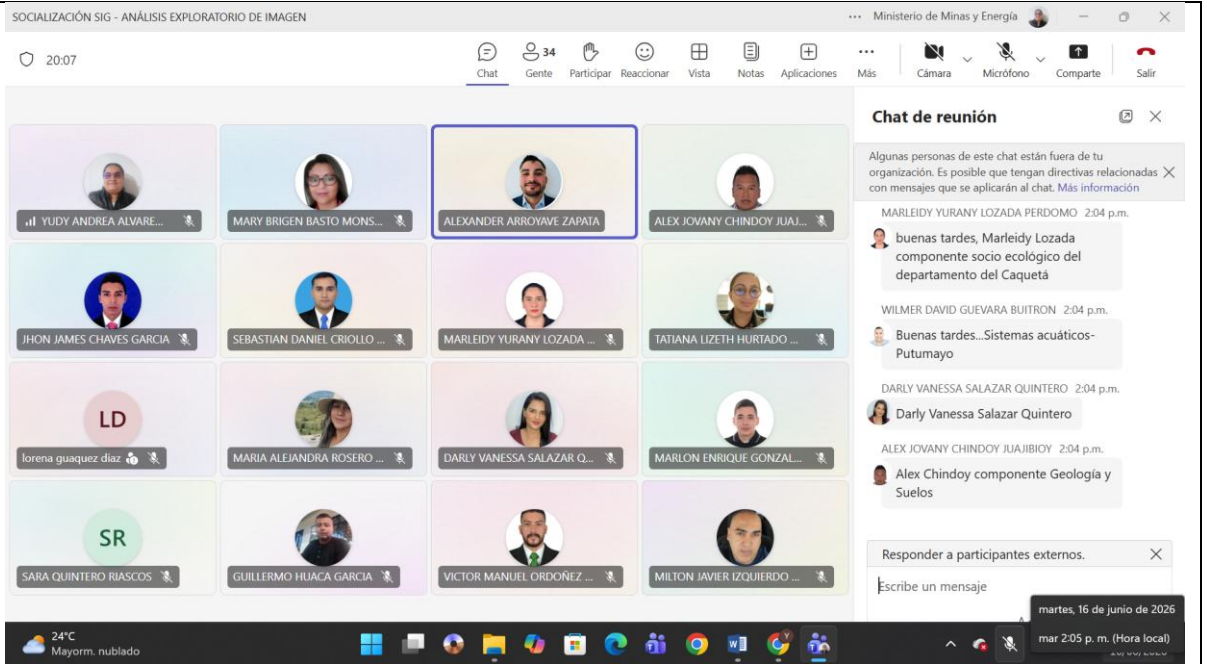 SOCIALIZACIÓN SIG - ANÁLISIS EXPLORATORIO DE IMAGEN
Ministerio de Minas y Energía
20:07
Chat
34
Gente
Participar
Reaccionar
Vista
Notas
Aplicaciones
Más
Cámara
Micrófono
Comparte
Salir
YUDY ANDREA ALVARE...
MARY BRIGEN BASTO MONS...
ALEXANDER ARROYAVE ZAPATA
ALEX JOVANY CHINDOY JUAJ...
JHON JAMES CHAVES GARCIA
SEBASTIAN DANIEL CRIOLLO ...
MARLEIDY YURANY LOZADA ...
TATIANA LIZETH HURTADO ...
LD
lorena guaquez diaz
MARIA ALEJANDRA ROSERO ...
DARLY VANESSA SALAZAR Q...
MARLON ENRIQUE GONZAL...
SR
SARA QUINTERO RIASCOS
GUILLERMO HUACA GARCIA
VICTOR MANUEL ORDOÑEZ ...
MILTON JAVIER IZQUIERDO ...
Chat de reunión
Algunas personas de este chat están fuera de tu
organización. Es posible que tengan directivas relacionadas
con mensajes que se aplicarán al chat. Más información
MARLEIDY YURANY LOZADA PERDOMO 2:04 p.m.
buenas tardes, Marleidy Lozada
componente socio ecológico del
departamento del Caquetá
WILMER DAVID GUEVARA BUITRON 2:04 p.m.
Buenas tardes...Sistemas acuáticos-
Putumayo
DARLY VANESSA SALAZAR QUINTERO 2:04 p.m.
Darly Vanessa Salazar Quintero
ALEX JOVANY CHINDOY JUAJIBIOY 2:04 p.m.
Alex Chindoy componente Geología y
Suelos
Responder a participantes externos.
Escribe un mensaje
martes, 16 de junio de 2026
mar 2:05 p. m. (Hora local)
24°C
Mayorm. nublado